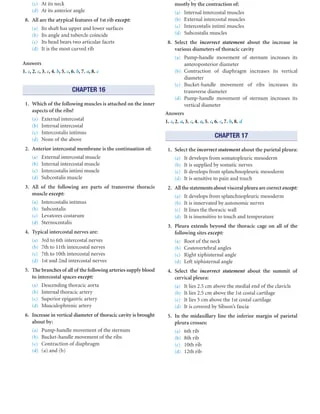 (c) At its neck
(d) At its anterior angle
8. All are the atypical features of 1st rib except:
(a) Its shaft has upper and lower surfaces
(b) Its angle and tubercle coincide
(c) Its head bears two articular facets
(d) It is the most curved rib
Answers
1. c, 2. c, 3. c, 4. b, 5. a, 6. b, 7. a, 8. c
CHAPTER 16
1. Which of the following muscles is attached on the inner aspects of the ribs?
(a) External intercostal
(b) Internal intercostal
(c) Intercostalis intimus
(d) None of the above
2. Anterior intercostal membrane is the continuation of:
(a) External intercostal muscle
(b) Internal intercostal muscle
(c) Intercostalis intimi muscle
(d) Subcostalis muscle
3. All of the following are parts of transverse thoracic muscle except:
(a) Intercostalis intimus
(b) Subcostalis
(c) Levatores costarum
(d) Sternocostalis
4. Typical intercostal nerves are:
(a) 3rd to 6th intercostal nerves
(b) 7th to 11th intercostal nerves
(c) 7th to 10th intercostal nerves
(d) 1st and 2nd intercostal nerves
5. The branches of all of the following arteries supply blood to intercostal spaces except:
(a) Descending thoracic aorta
(b) Internal thoracic artery
(c) Superior epigastric artery
(d) Musculophrenic artery
6. Increase in vertical diameter of thoracic cavity is brought about by:
(a) Pump-handle movement of the sternum
(b) Bucket-handle movement of the ribs
(c) Contraction of diaphragm
(d) (a) and (b)
mostly by the contraction of:
(a) Internal intercostal muscles
(b) External intercostal muscles
(c) Intercostalis intimi muscles
(d) Subcostalis muscles
8. Select the incorrect statement about the increase in various diameters of thoracic cavity
(a) Pump-handle movement of sternum increases its anteroposterior diameter
(b) Contraction of diaphragm increases its vertical diameter
(c) Bucket-handle movement of ribs increases its transverse diameter
(d) Pump-handle movement of sternum increases its vertical diameter
Answers
1. c, 2. a, 3. c, 4. a, 5. c, 6. c, 7. b, 8. d
CHAPTER 17
1. Select the incorrect statement about the parietal pleura:
(a) It develops from somatopleuric mesoderm
(b) It is supplied by somatic nerves
(c) It develops from splanchnopleuric mesoderm
(d) It is sensitive to pain and touch
2. All the statements about visceral pleura are correct except:
(a) It develops from splanchnopleuric mesoderm
(b) It is innervated by autonomic nerves
(c) It lines the thoracic wall
(d) It is insensitive to touch and temperature
3. Pleura extends beyond the thoracic cage on all of the following sites except:
(a) Root of the neck
(b) Costovertebral angles
(c) Right xiphisternal angle
(d) Left xiphisternal angle
4. Select the incorrect statement about the summit of cervical pleura:
(a) It lies 2.5 cm above the medial end of the clavicle
(b) It lies 2.5 cm above the 1st costal cartilage
(c) It lies 5 cm above the 1st costal cartilage
(d) It is covered by Sibson's fascia
5. In the midaxillary line the inferior margin of parietal pleura crosses:
(a) 6th rib
(b) 8th rib
(c) 10th rib
(d) 12th rib